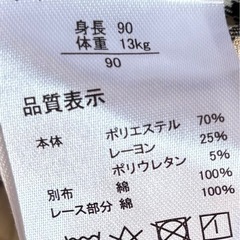 身長 90
体重 13kg
90
品質表示
本体 ポリエステル 70%
レーヨン 25%
ポリウレタン 5%
別布 綿 100%
レース部分 綿 100%